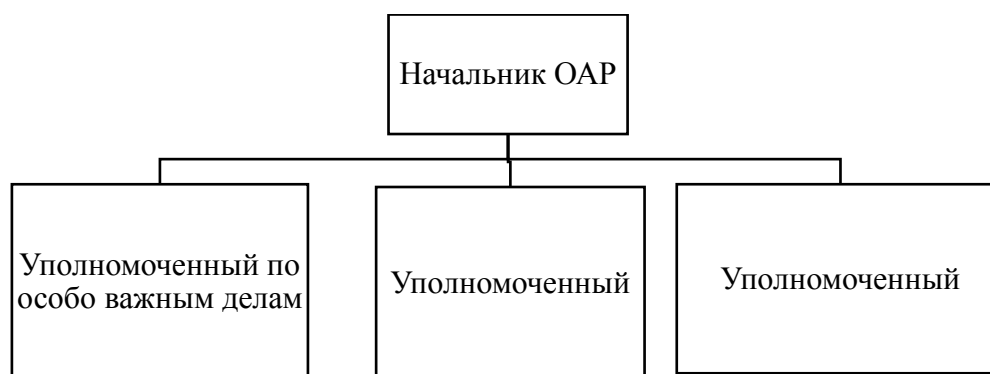 Начальник ОАР
Уполномоченный по
особо важным делам
Уполномоченный
Уполномоченный